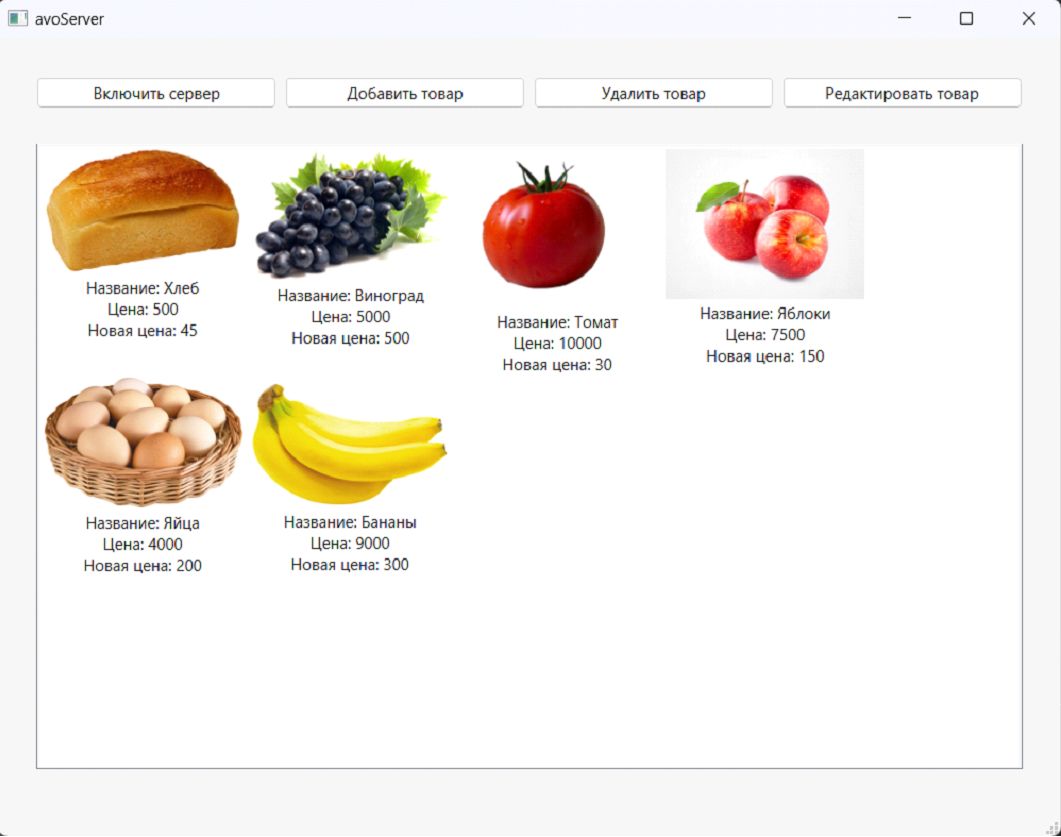 avoServer
Включить сервер
Добавить товар
Удалить товар
Редактировать товар
Название: Хлеб
Цена: 500
Новая цена: 45
Название: Виноград
Цена: 5000
Новая цена: 500
Название: Томат
Цена: 10000
Новая цена: 30
Название: Яблоки
Цена: 7500
Новая цена: 150
Название: Яйца
Цена: 4000
Новая цена: 200
Название: Бананы
Цена: 9000
Новая цена: 300